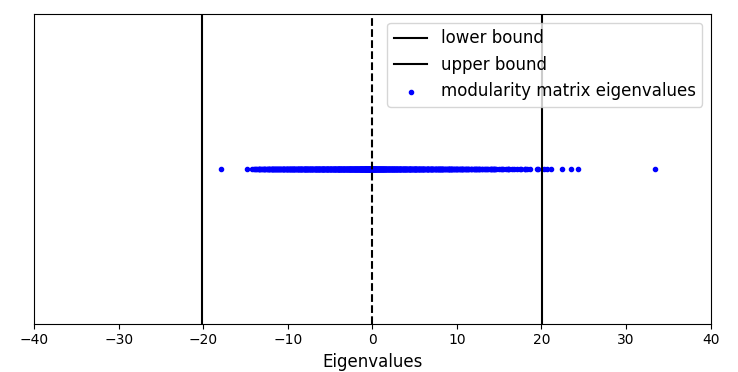 lower bound
upper bound
modularity matrix eigenvalues
−40 −30 −20 −10 0 10 20 30 40
Eigenvalues